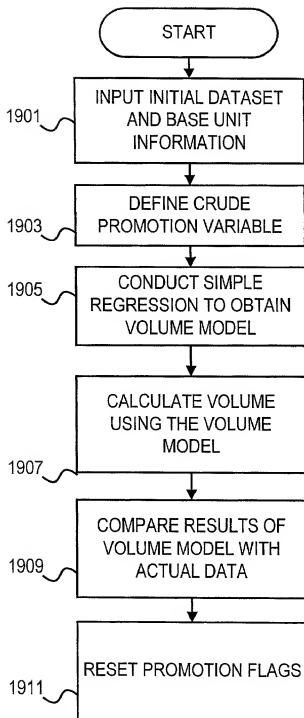 START
1901
INPUT INITIAL DATASET
AND BASE UNIT
INFORMATION
1903
DEFINE CRUDE
PROMOTION VARIABLE
1905
CONDUCT SIMPLE
REGRESSION TO OBTAIN
VOLUME MODEL
CALCULATE VOLUME
USING THE VOLUME
MODEL
1907
COMPARE RESULTS OF
VOLUME MODEL WITH
ACTUAL DATA
1909
RESET PROMOTION FLAGS
1911